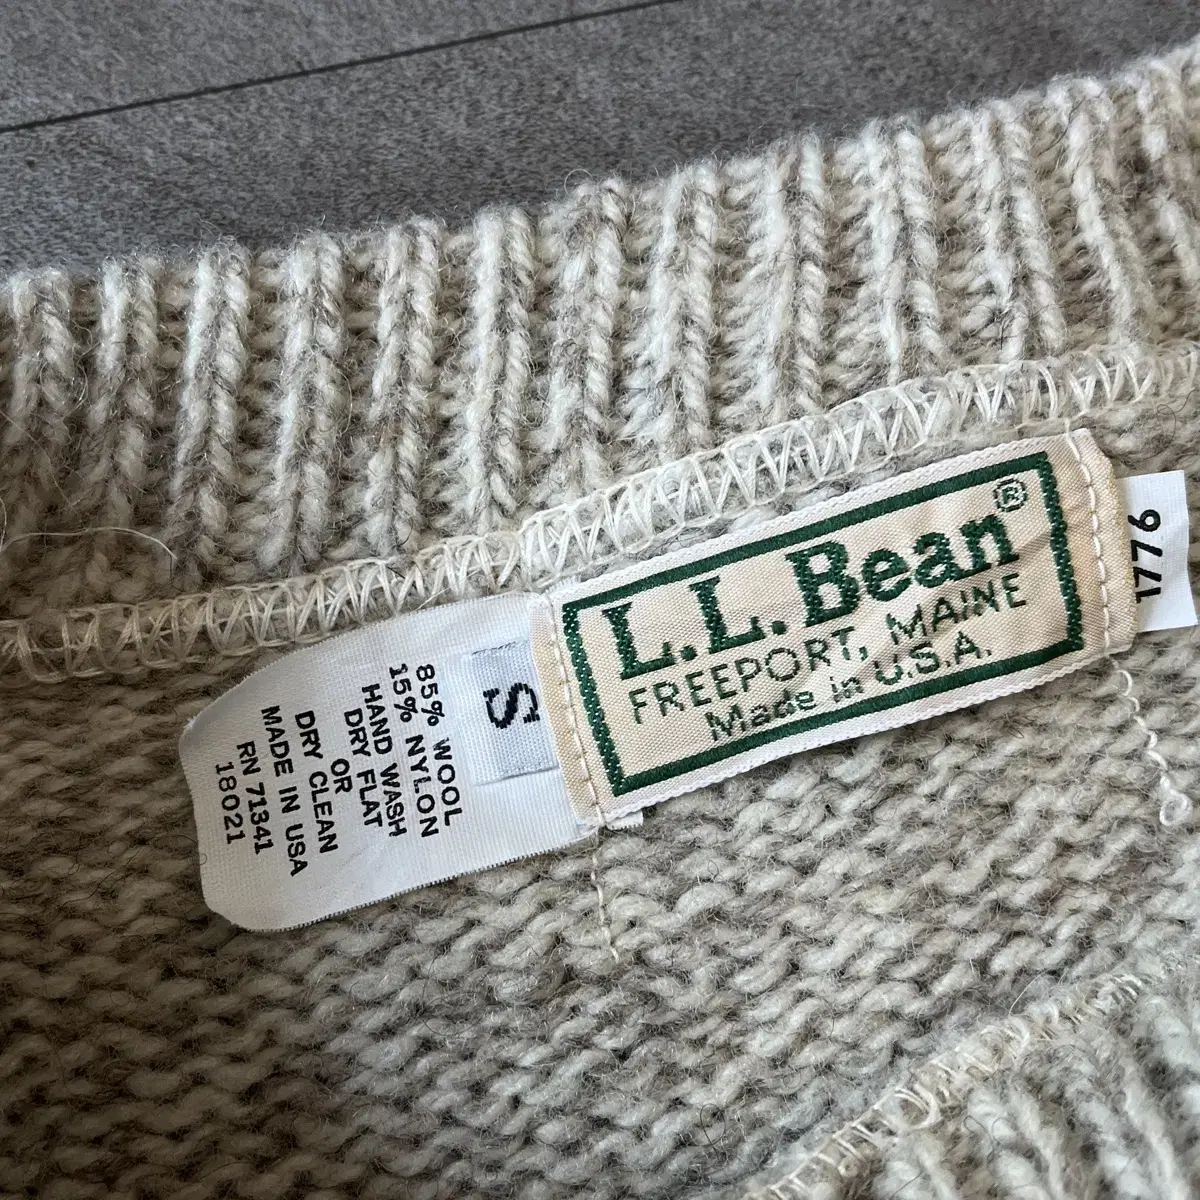 L.L.Bean®
FREEPORT, MAINE
Made in U.S.A.
S
85% WOOL
15% NYLON
HAND WASH
DRY FLAT
OR
DRY CLEAN
MADE IN USA
RN 71341
18021
1776